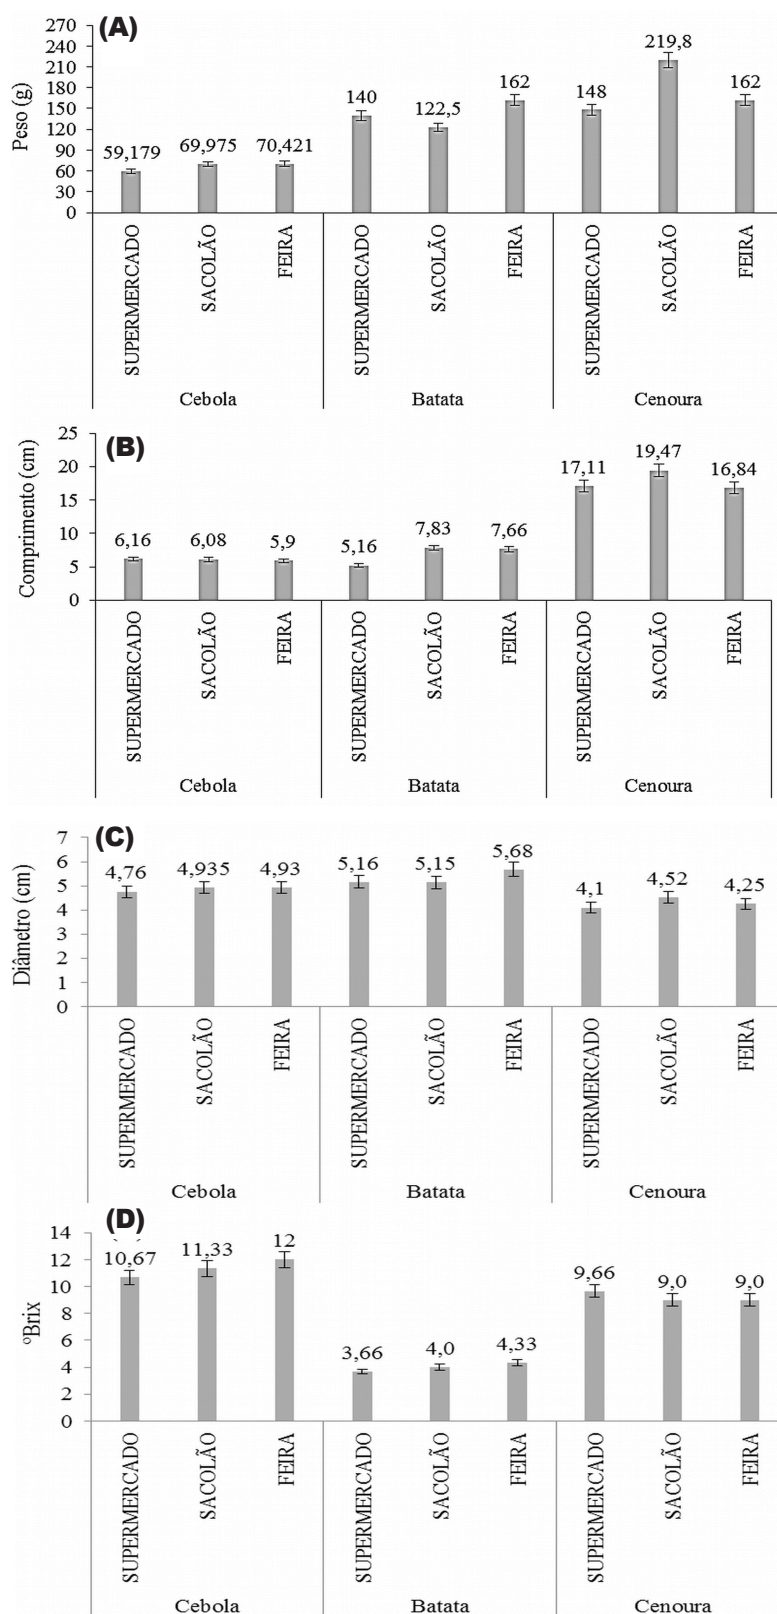 (A)
Peso (g)
270
240
210
180
150
120
90
60
30
0
59,179
69,975
70,421
140
122,5
162
148
219,8
162
SUPERMERCADO
SACOLÃO
FEIRA
SUPERMERCADO
SACOLÃO
FEIRA
SUPERMERCADO
SACOLÃO
FEIRA
Cebola
Batata
Cenoura
(B)
Comprimento (cm)
25
20
15
10
5
0
6,16
6,08
5,9
5,16
7,83
7,66
17,11
19,47
16,84
SUPERMERCADO
SACOLÃO
FEIRA
SUPERMERCADO
SACOLÃO
FEIRA
SUPERMERCADO
SACOLÃO
FEIRA
Cebola
Batata
Cenoura
(C)
Diâmetro (cm)
7
6
5
4
3
2
1
0
4,76
4,935
4,93
5,16
5,15
5,68
4,1
4,52
4,25
SUPERMERCADO
SACOLÃO
FEIRA
SUPERMERCADO
SACOLÃO
FEIRA
SUPERMERCADO
SACOLÃO
FEIRA
Cebola
Batata
Cenoura
(D)
ºBrix
14
12
10
8
6
4
2
0
10,67
11,33
12
3,66
4,0
4,33
9,66
9,0
9,0
SUPERMERCADO
SACOLÃO
FEIRA
SUPERMERCADO
SACOLÃO
FEIRA
SUPERMERCADO
SACOLÃO
FEIRA
Cebola
Batata
Cenoura